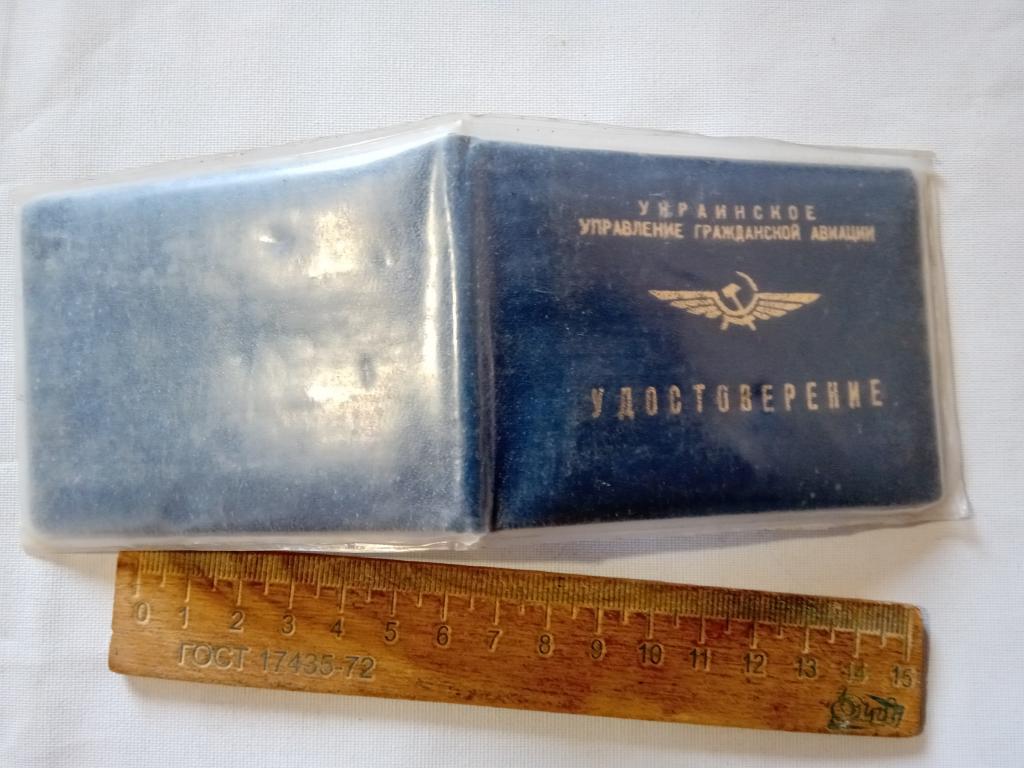 УКРАИНСКОЕ
УПРАВЛЕНИЕ ГРАЖДАНСКОЙ АВИАЦИИ
УДОСТОВЕРЕНИЕ
0 1 2 3 4 5 6 7 8 9 10 11 12 13 14 15
ГОСТ 17435-72